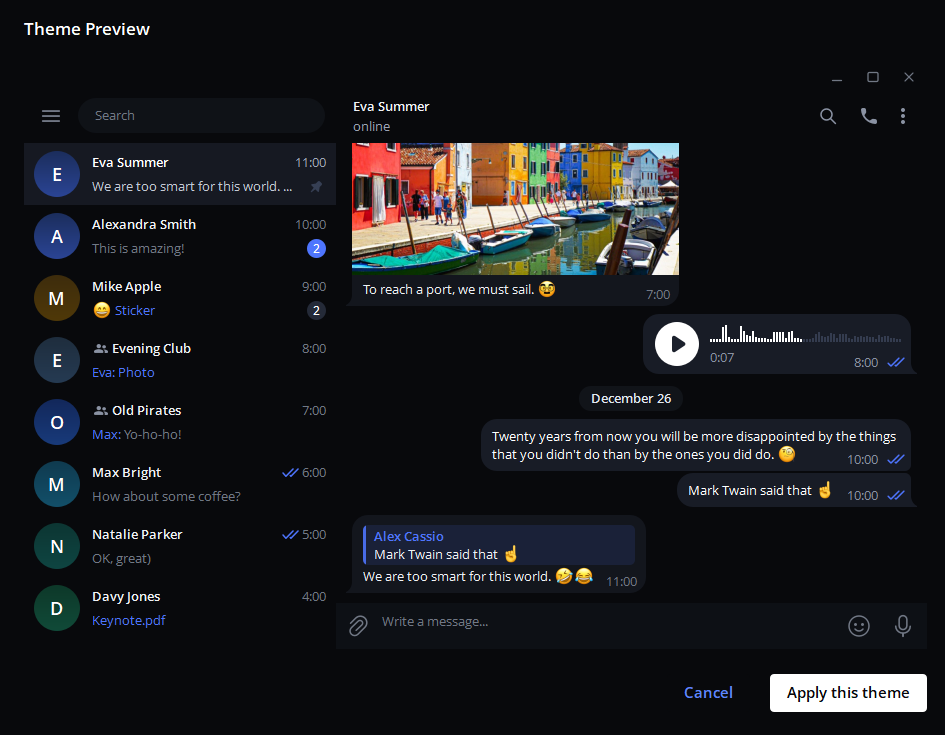 Theme Preview
Search
E
Eva Summer
11:00
We are too smart for this world. ...
A
Alexandra Smith
10:00
This is amazing!
2
M
Mike Apple
9:00
😄 Sticker
2
E
Evening Club
8:00
Eva: Photo
O
Old Pirates
7:00
Max: Yo-ho-ho!
M
Max Bright
6:00
How about some coffee?
N
Natalie Parker
5:00
OK, great)
D
Davy Jones
4:00
Keynote.pdf
Eva Summer
online
To reach a port, we must sail. 🥸
7:00
0:07
8:00
December 26
Twenty years from now you will be more disappointed by the things
that you didn't do than by the ones you did do. 🧐
10:00
Mark Twain said that ☝
10:00
Alex Cassio
Mark Twain said that ☝
We are too smart for this world. 🤣😂
11:00
Write a message...
Cancel
Apply this theme